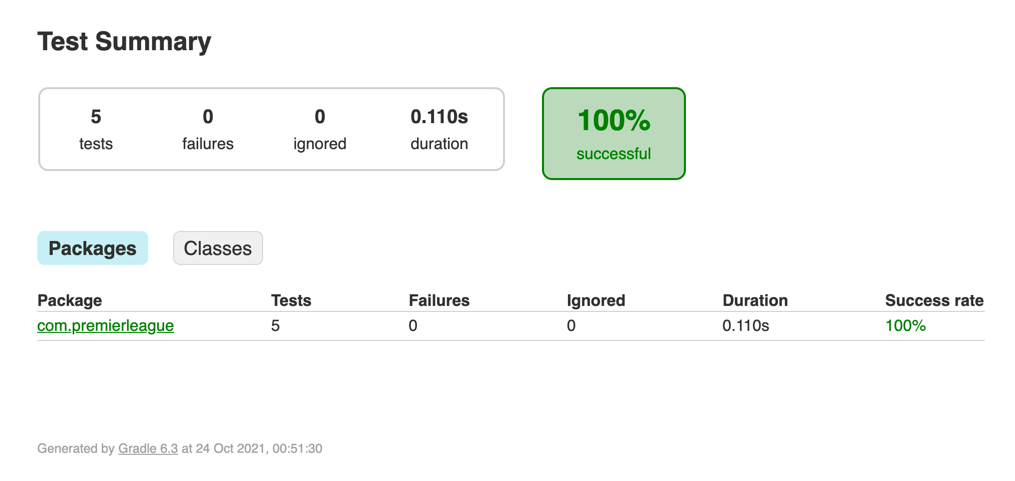 Test Summary
5 0 0 0.110s
tests failures ignored duration
100%
successful
Packages Classes
Package Tests Failures Ignored Duration Success rate
com.premierleague 5 0 0 0.110s 100%
Generated by Gradle 6.3 at 24 Oct 2021, 00:51:30